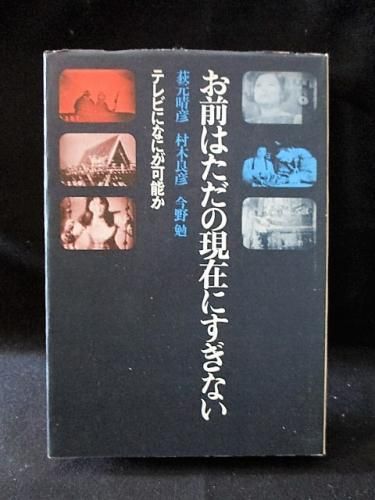 お前はただの現在にすぎない
萩元晴彦 村木良彦 今野勉
テレビになにが可能か